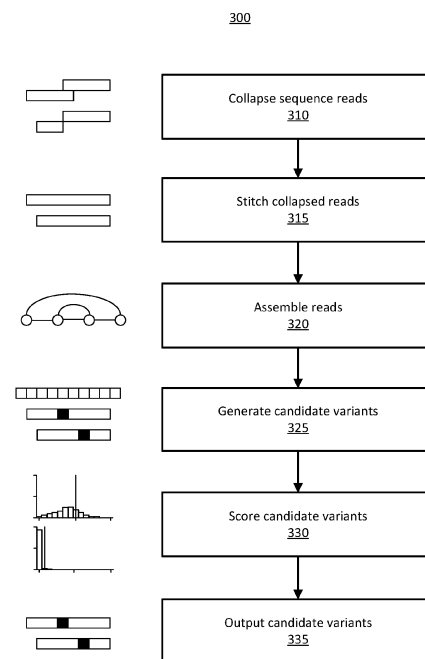 300
Collapse sequence reads
310
Stitch collapsed reads
315
Assemble reads
320
Generate candidate variants
325
Score candidate variants
330
Output candidate variants
335